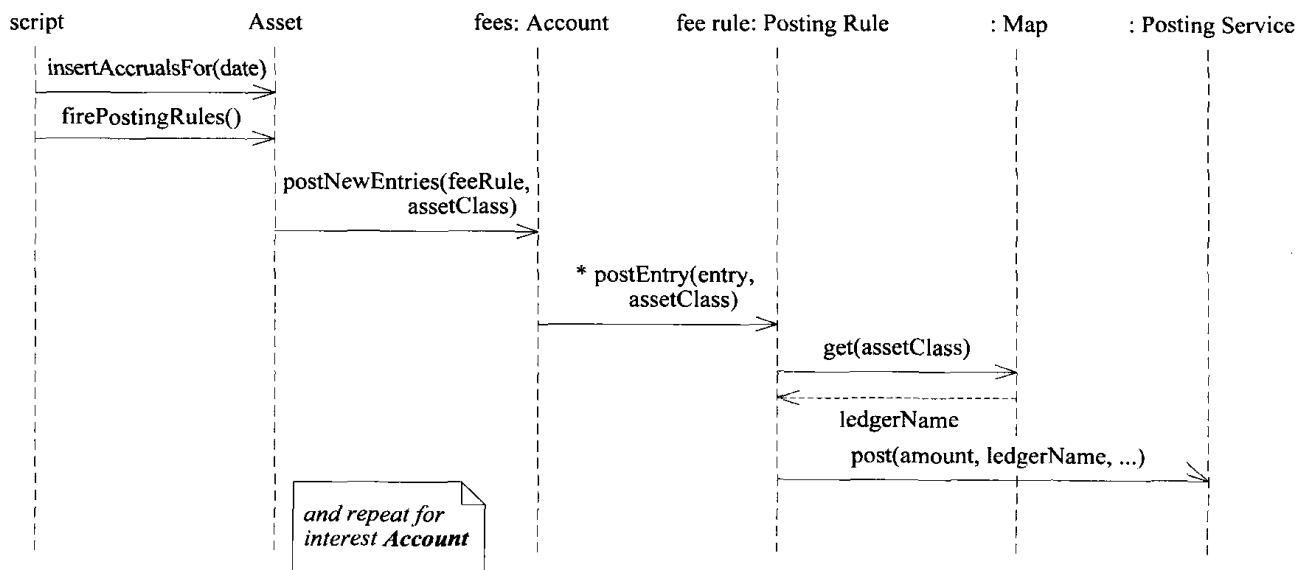 script Asset fees: Account fee rule: Posting Rule : Map : Posting Service
insertAccrualsFor(date)
firePostingRules()
postNewEntries(feeRule,
assetClass)
* postEntry(entry,
assetClass)
get(assetClass)
ledgerName
post(amount, ledgerName, ...)
and repeat for
interest Account